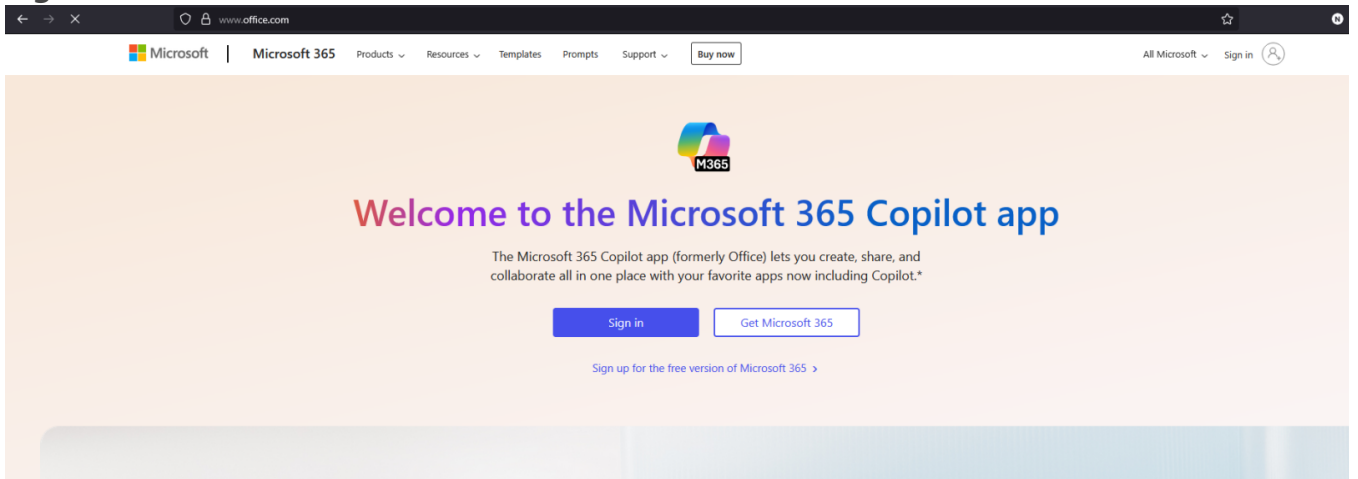 www.office.com
N
Microsoft
Microsoft 365 Products Resources Templates Prompts Support Buy now All Microsoft Sign in
M365
Welcome to the Microsoft 365 Copilot app
The Microsoft 365 Copilot app (formerly Office) lets you create, share, and
collaborate all in one place with your favorite apps now including Copilot.*
Sign in Get Microsoft 365
Sign up for the free version of Microsoft 365